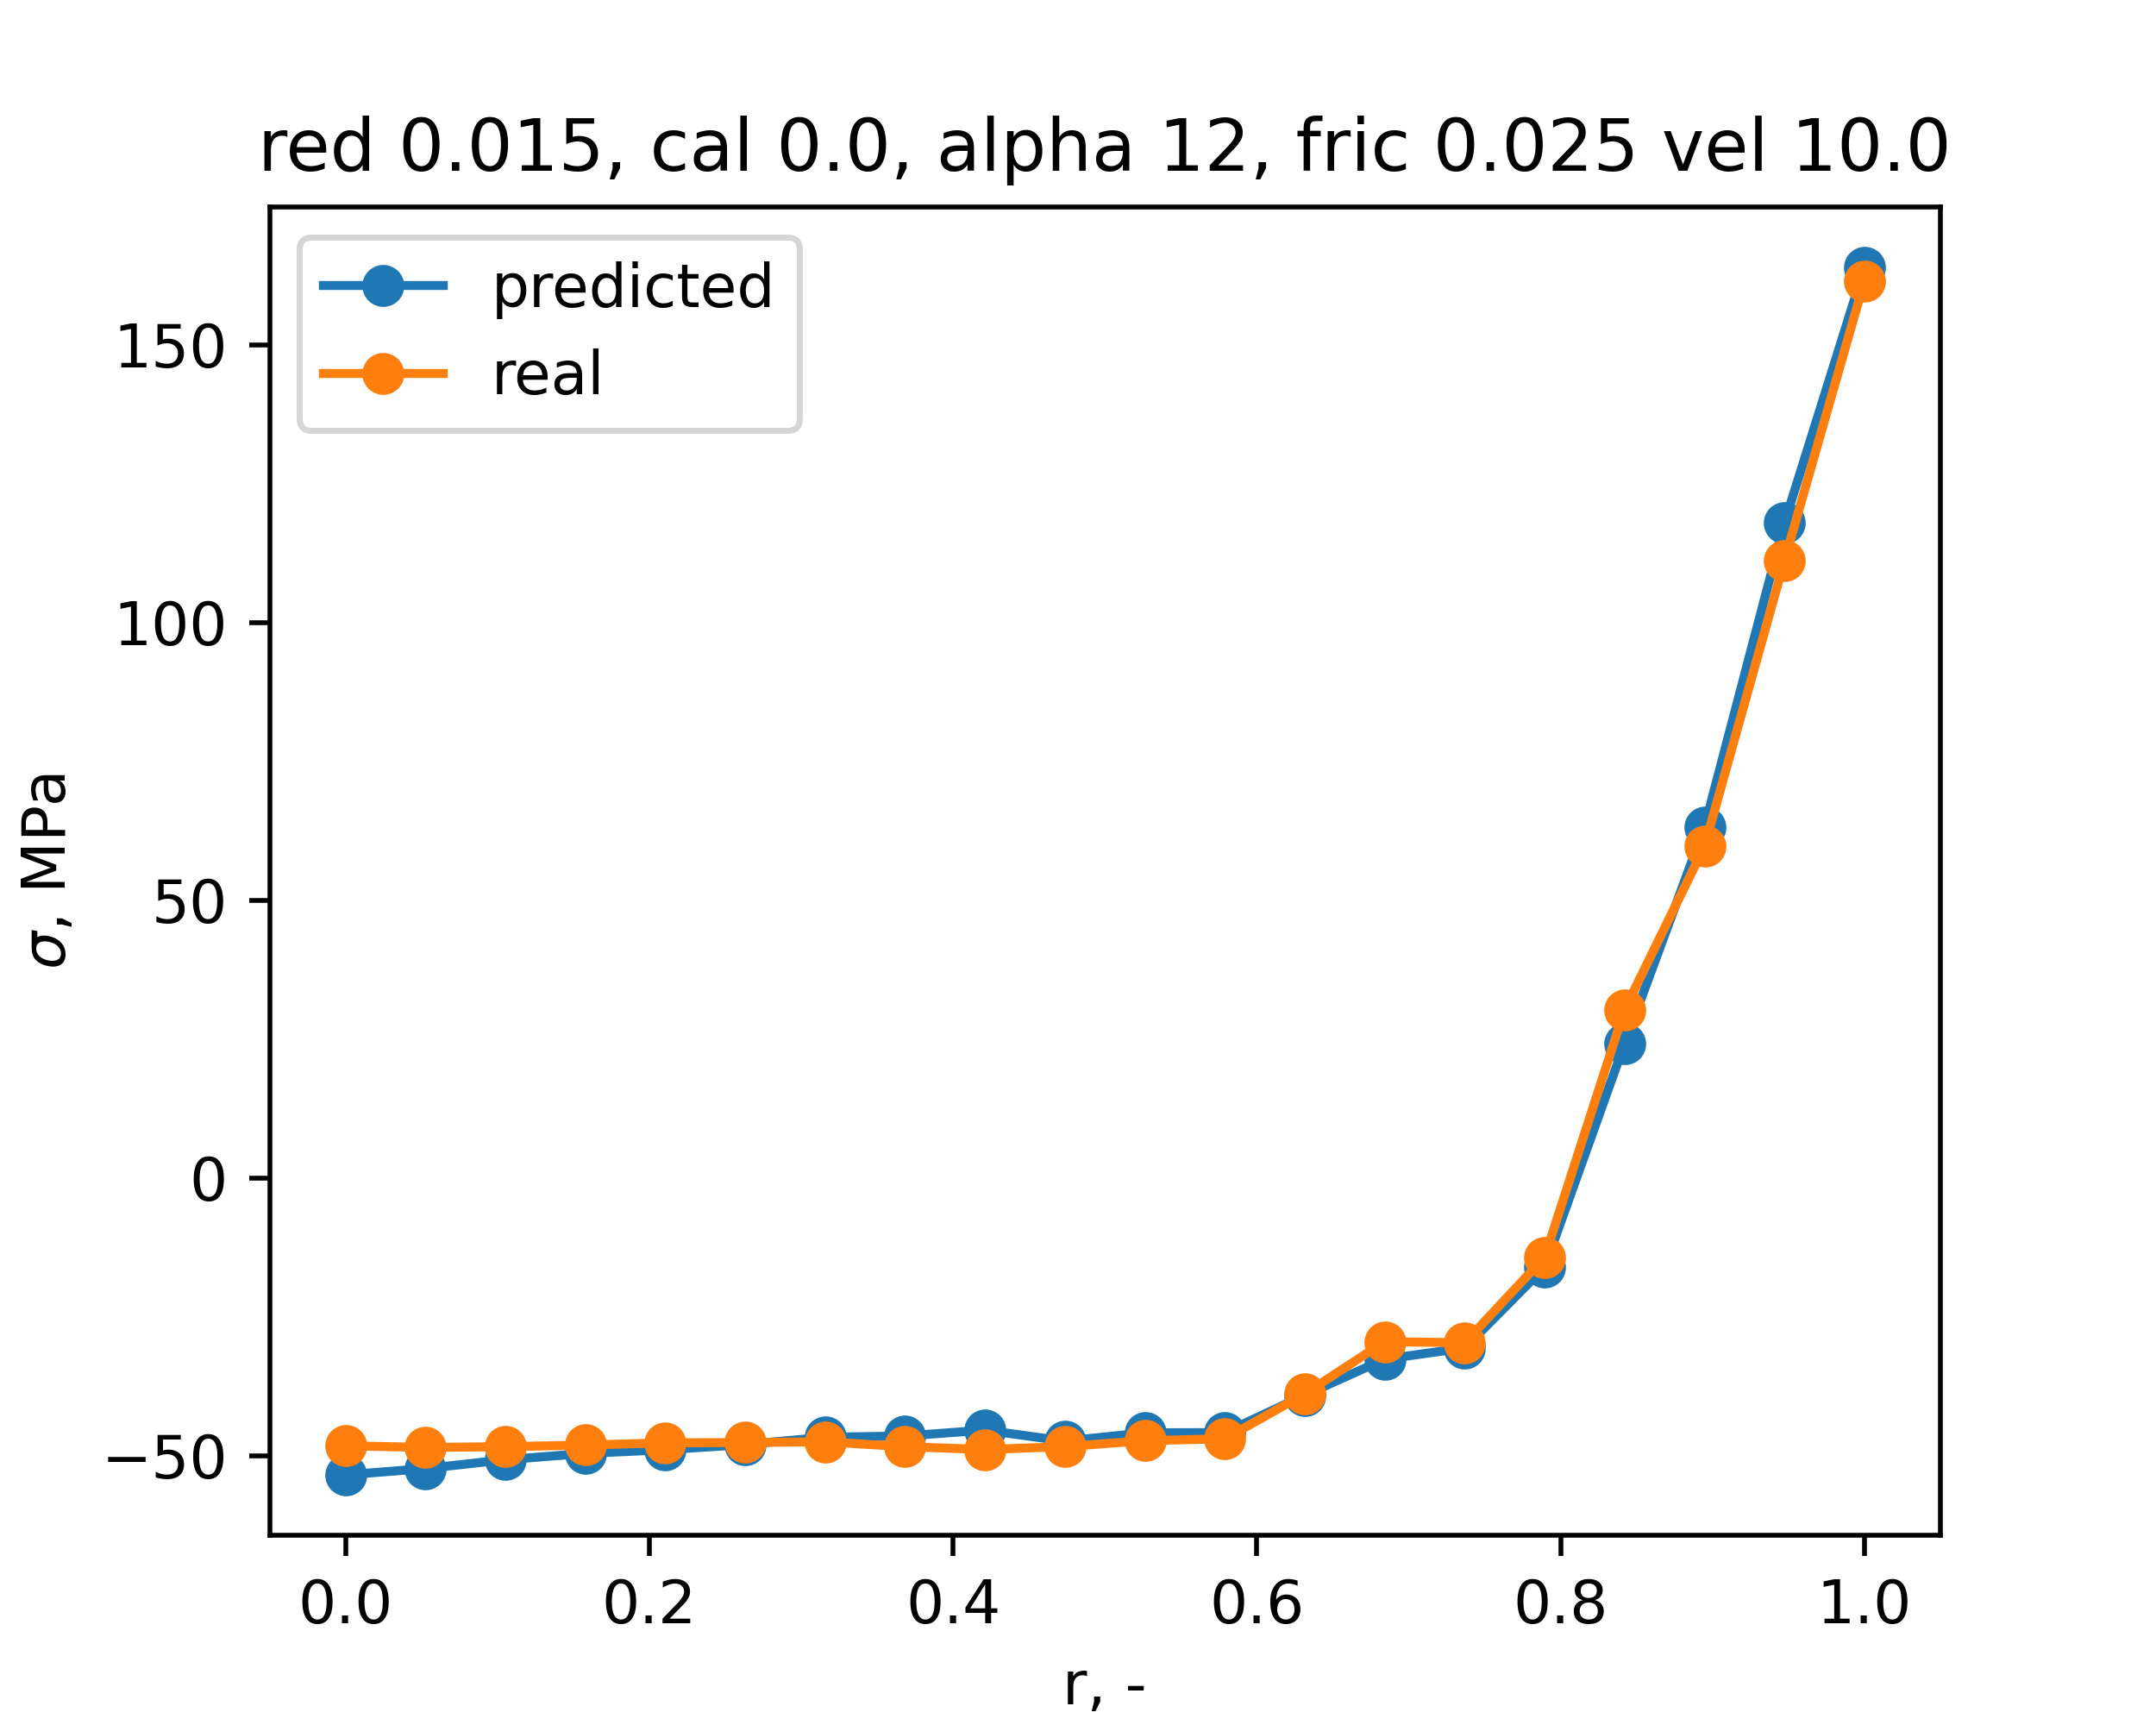 red 0.015, cal 0.0, alpha 12, fric 0.025 vel 10.0
predicted
real
150
100
50
0
−50
σ, MPa
0.0 0.2 0.4 0.6 0.8 1.0
r, -